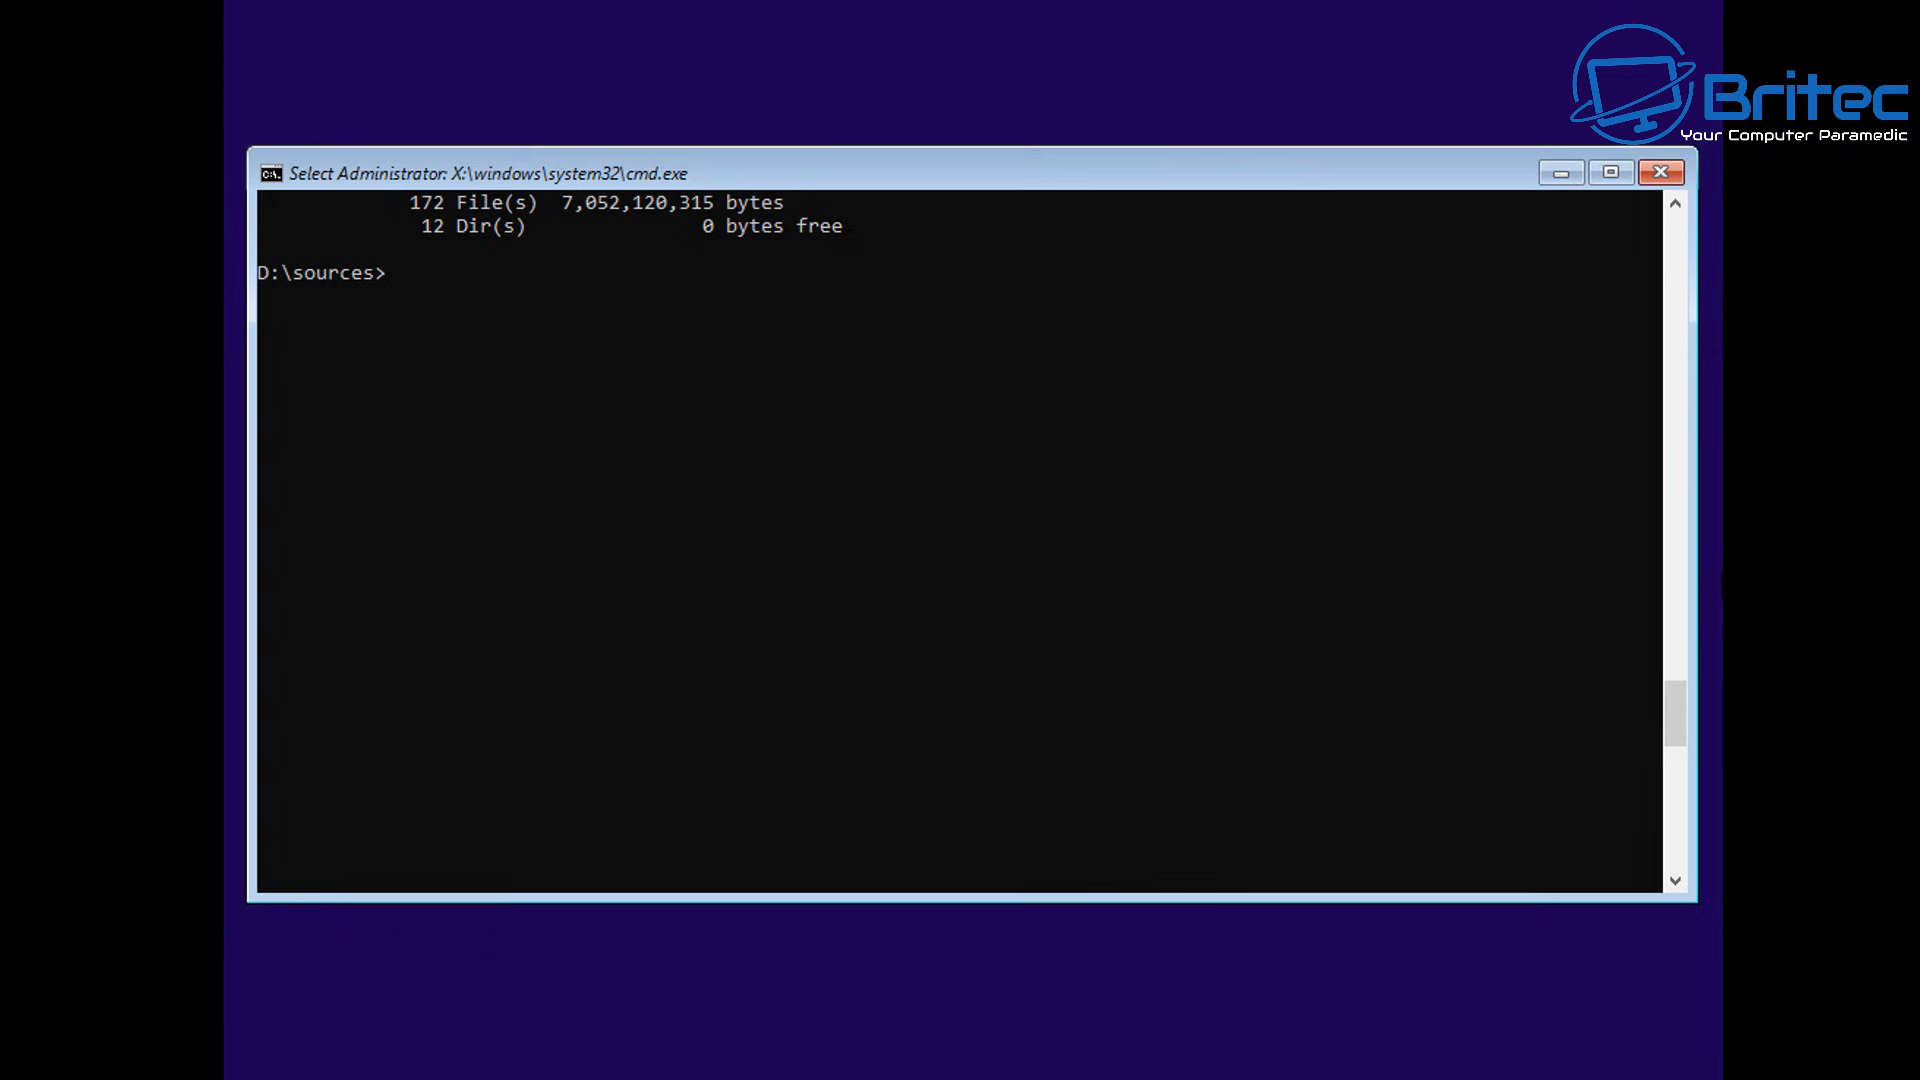 Britec
Your Computer Paramedic
Select Administrator: X:\windows\system32\cmd.exe
172 File(s) 7,052,120,315 bytes
12 Dir(s) 0 bytes free
D:\sources>